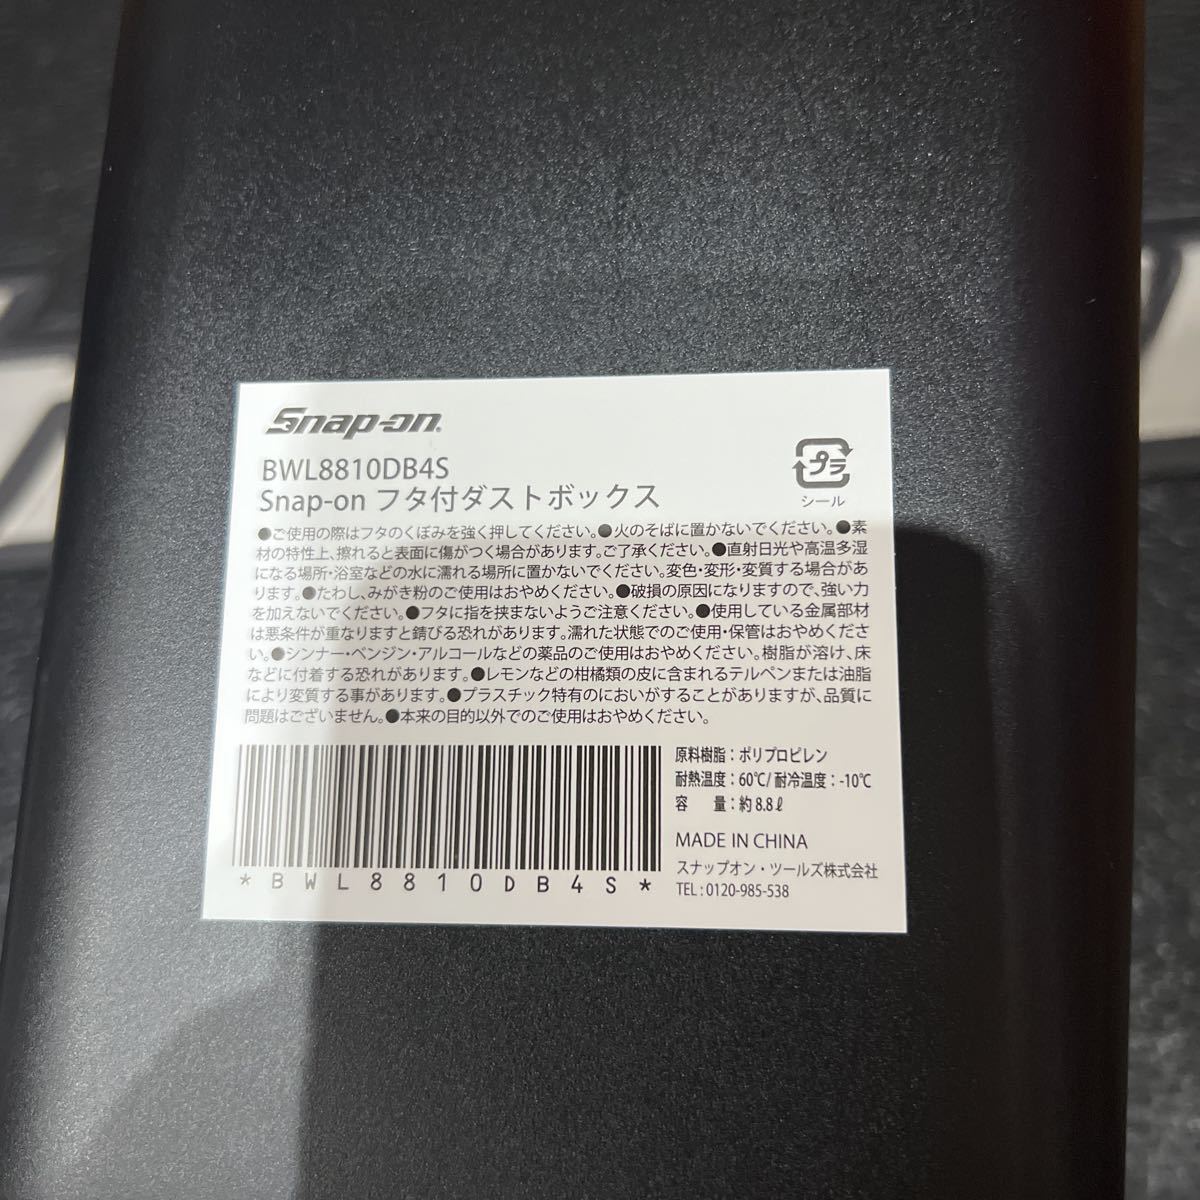 Snap-on
BWL8810DB4S
Snap-on フタ付ダストボックス
プラ
シール
●ご使用の際はフタのくぼみを強く押してください。●火のそばに置かないでください。●素
材の特性上、擦れると表面に傷がつく場合があります。ご了承ください。●直射日光や高温多湿
になる場所・浴室などの水に濡れる場所に置かないでください。変色・変形・変質する場合があ
ります。●たわし、みがき粉のご使用はおやめください。●破損の原因になりますので、強い力
を加えないでください。●フタに指を挟まないようご注意ください。●使用している金属部材
は悪条件が重なりますと錆びる恐れがあります。濡れた状態でのご使用・保管はおやめくださ
い。●シンナー・ベンジン・アルコールなどの薬品のご使用はおやめください。樹脂が溶け、床
などに付着する恐れがあります。●レモンなどの柑橘類の皮に含まれるテルペンまたは油脂
により変質する事があります。●プラスチック特有のにおいがすることがありますが、品質に
問題はございません。●本来の目的以外でのご使用はおやめください。
原料樹脂：ポリプロピレン
耐熱温度：60℃/耐冷温度：-10℃
容　量：約8.8ℓ
MADE IN CHINA
スナップオン・ツールズ株式会社
TEL：0120-985-538
*BWL8810DB4S*